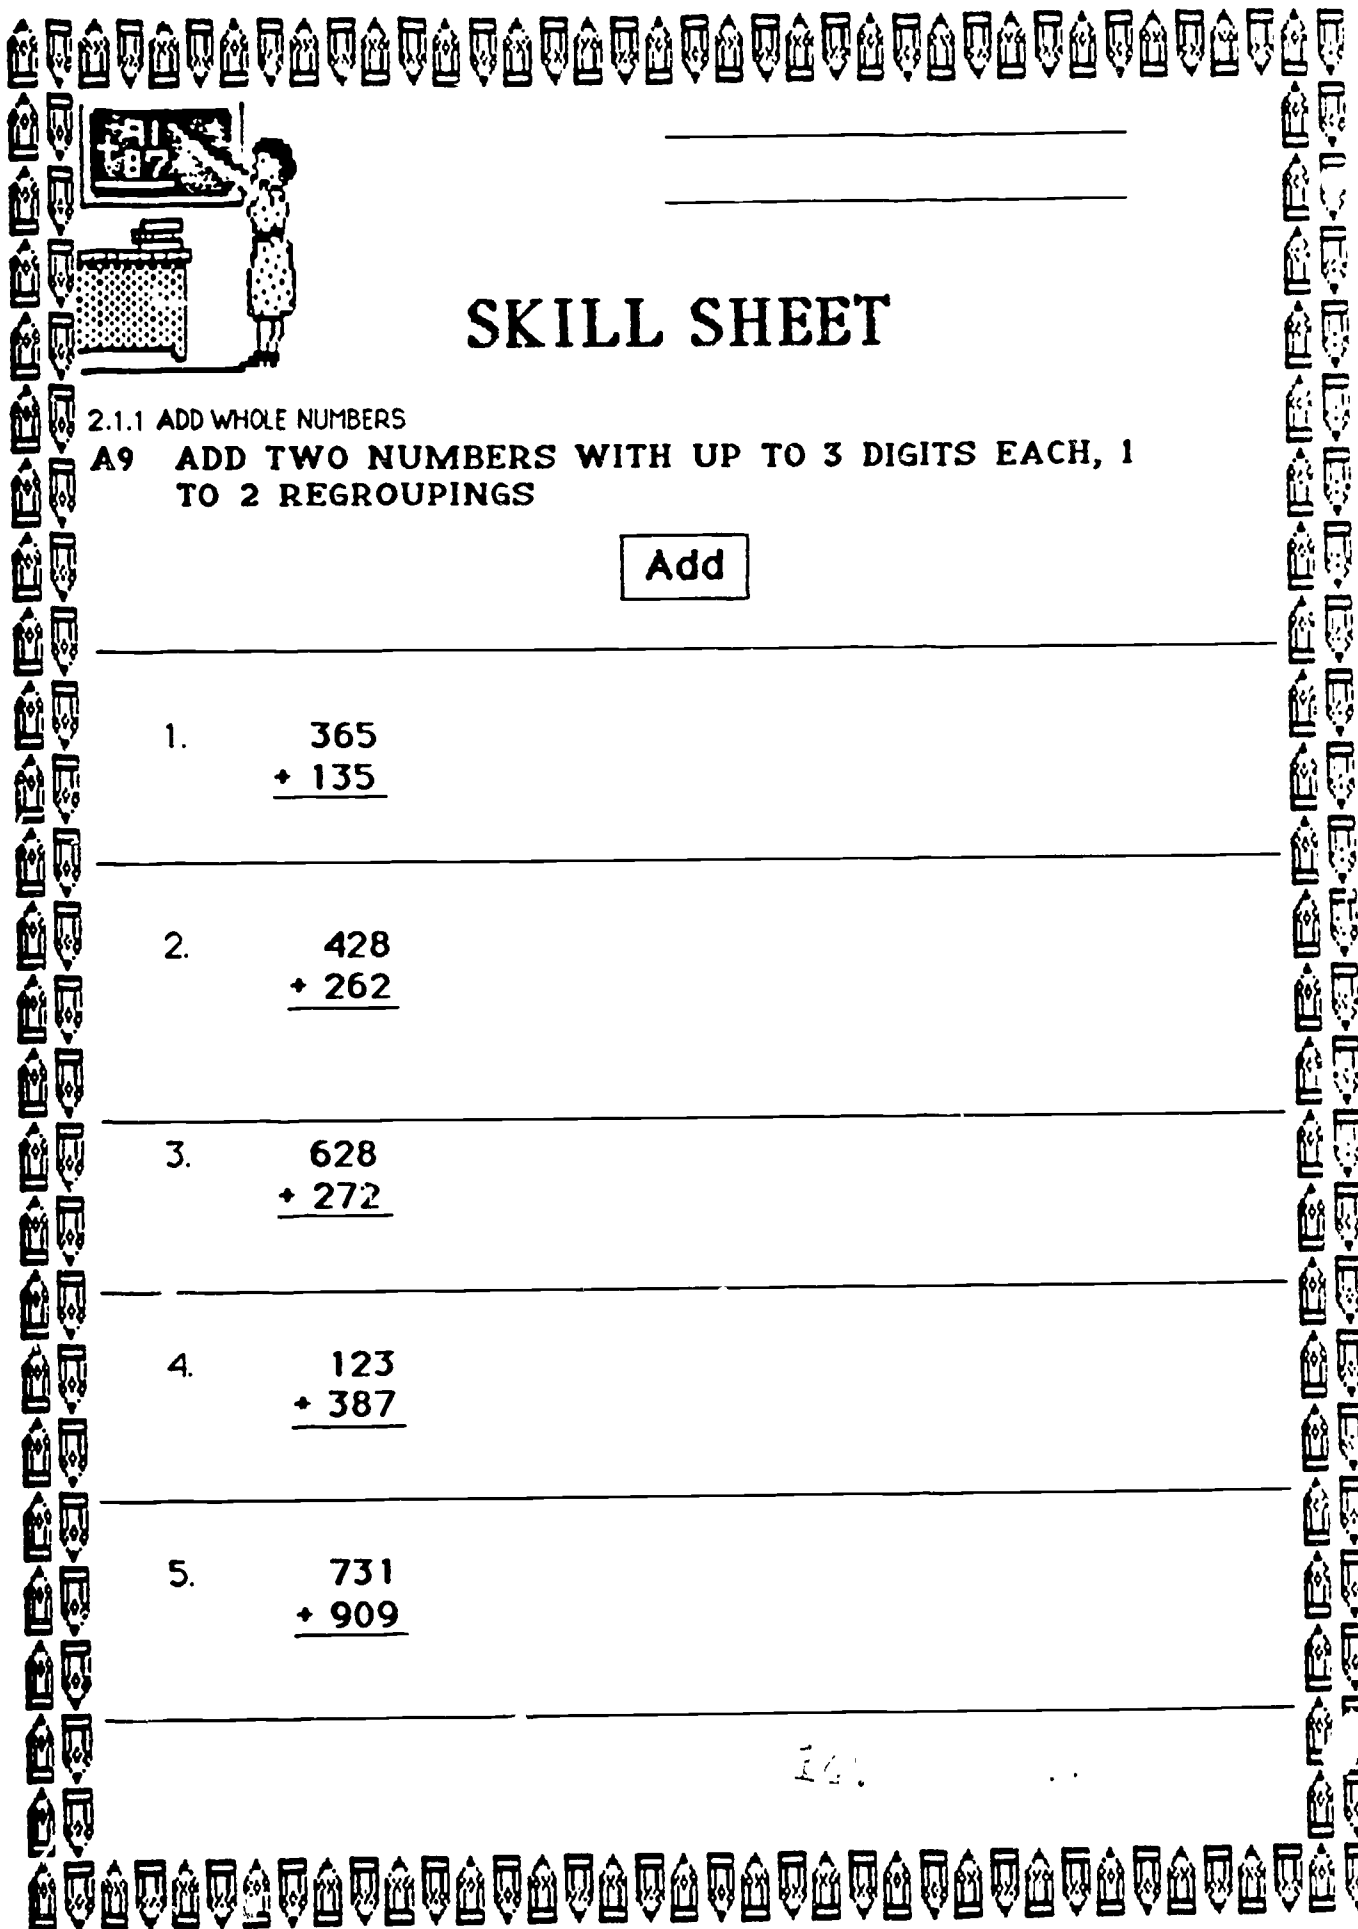 91
+ 87
SKILL SHEET
2.1.1 ADD WHOLE NUMBERS
A9 ADD TWO NUMBERS WITH UP TO 3 DIGITS EACH, 1
TO 2 REGROUPINGS
Add
1. 365
+ 135
2. 428
+ 262
3. 628
+ 272
4. 123
+ 387
5. 731
+ 909